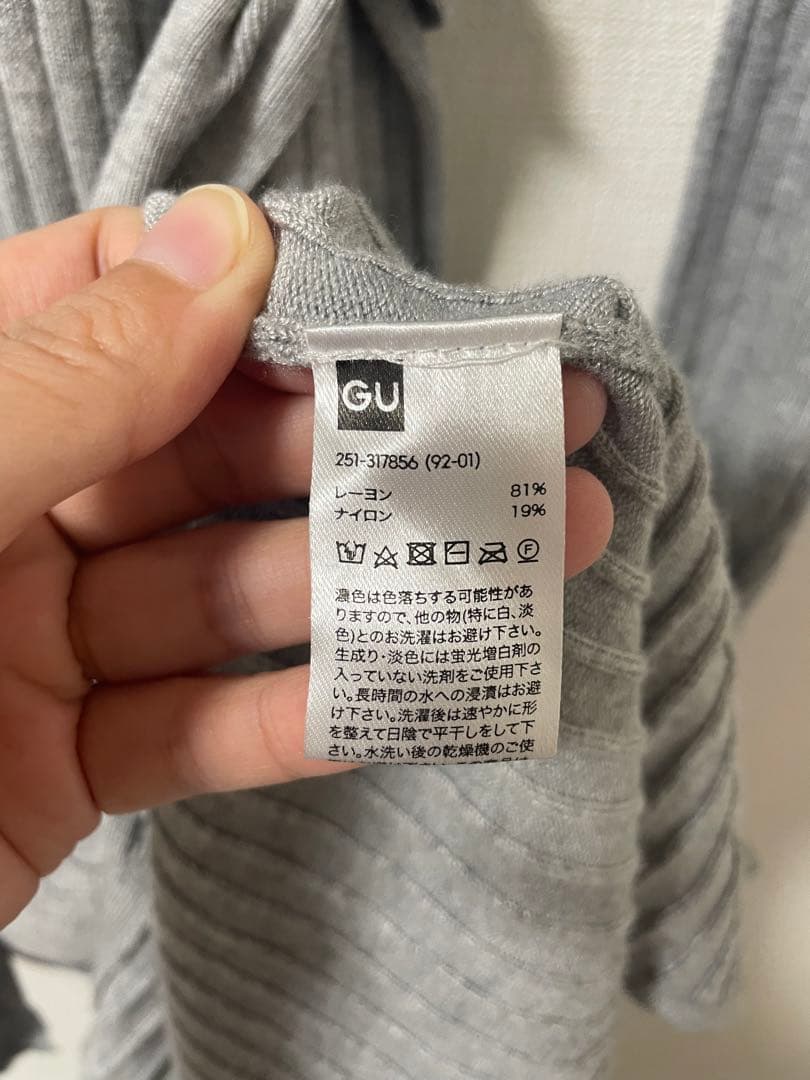 GU
251-317856 (92-01)
レーヨン 81%
ナイロン 19%
F
濃色は色落ちする可能性があ
りますので、他の物(特に白、淡
色)とのお洗濯はお避け下さい。
生成り・淡色には蛍光増白剤の
入っていない洗剤をご使用下さ
い。長時間の水への浸漬はお避
け下さい。洗濯後は速やかに形
を整えて日陰で平干しをして下
さい。水洗い後の乾燥機のご使